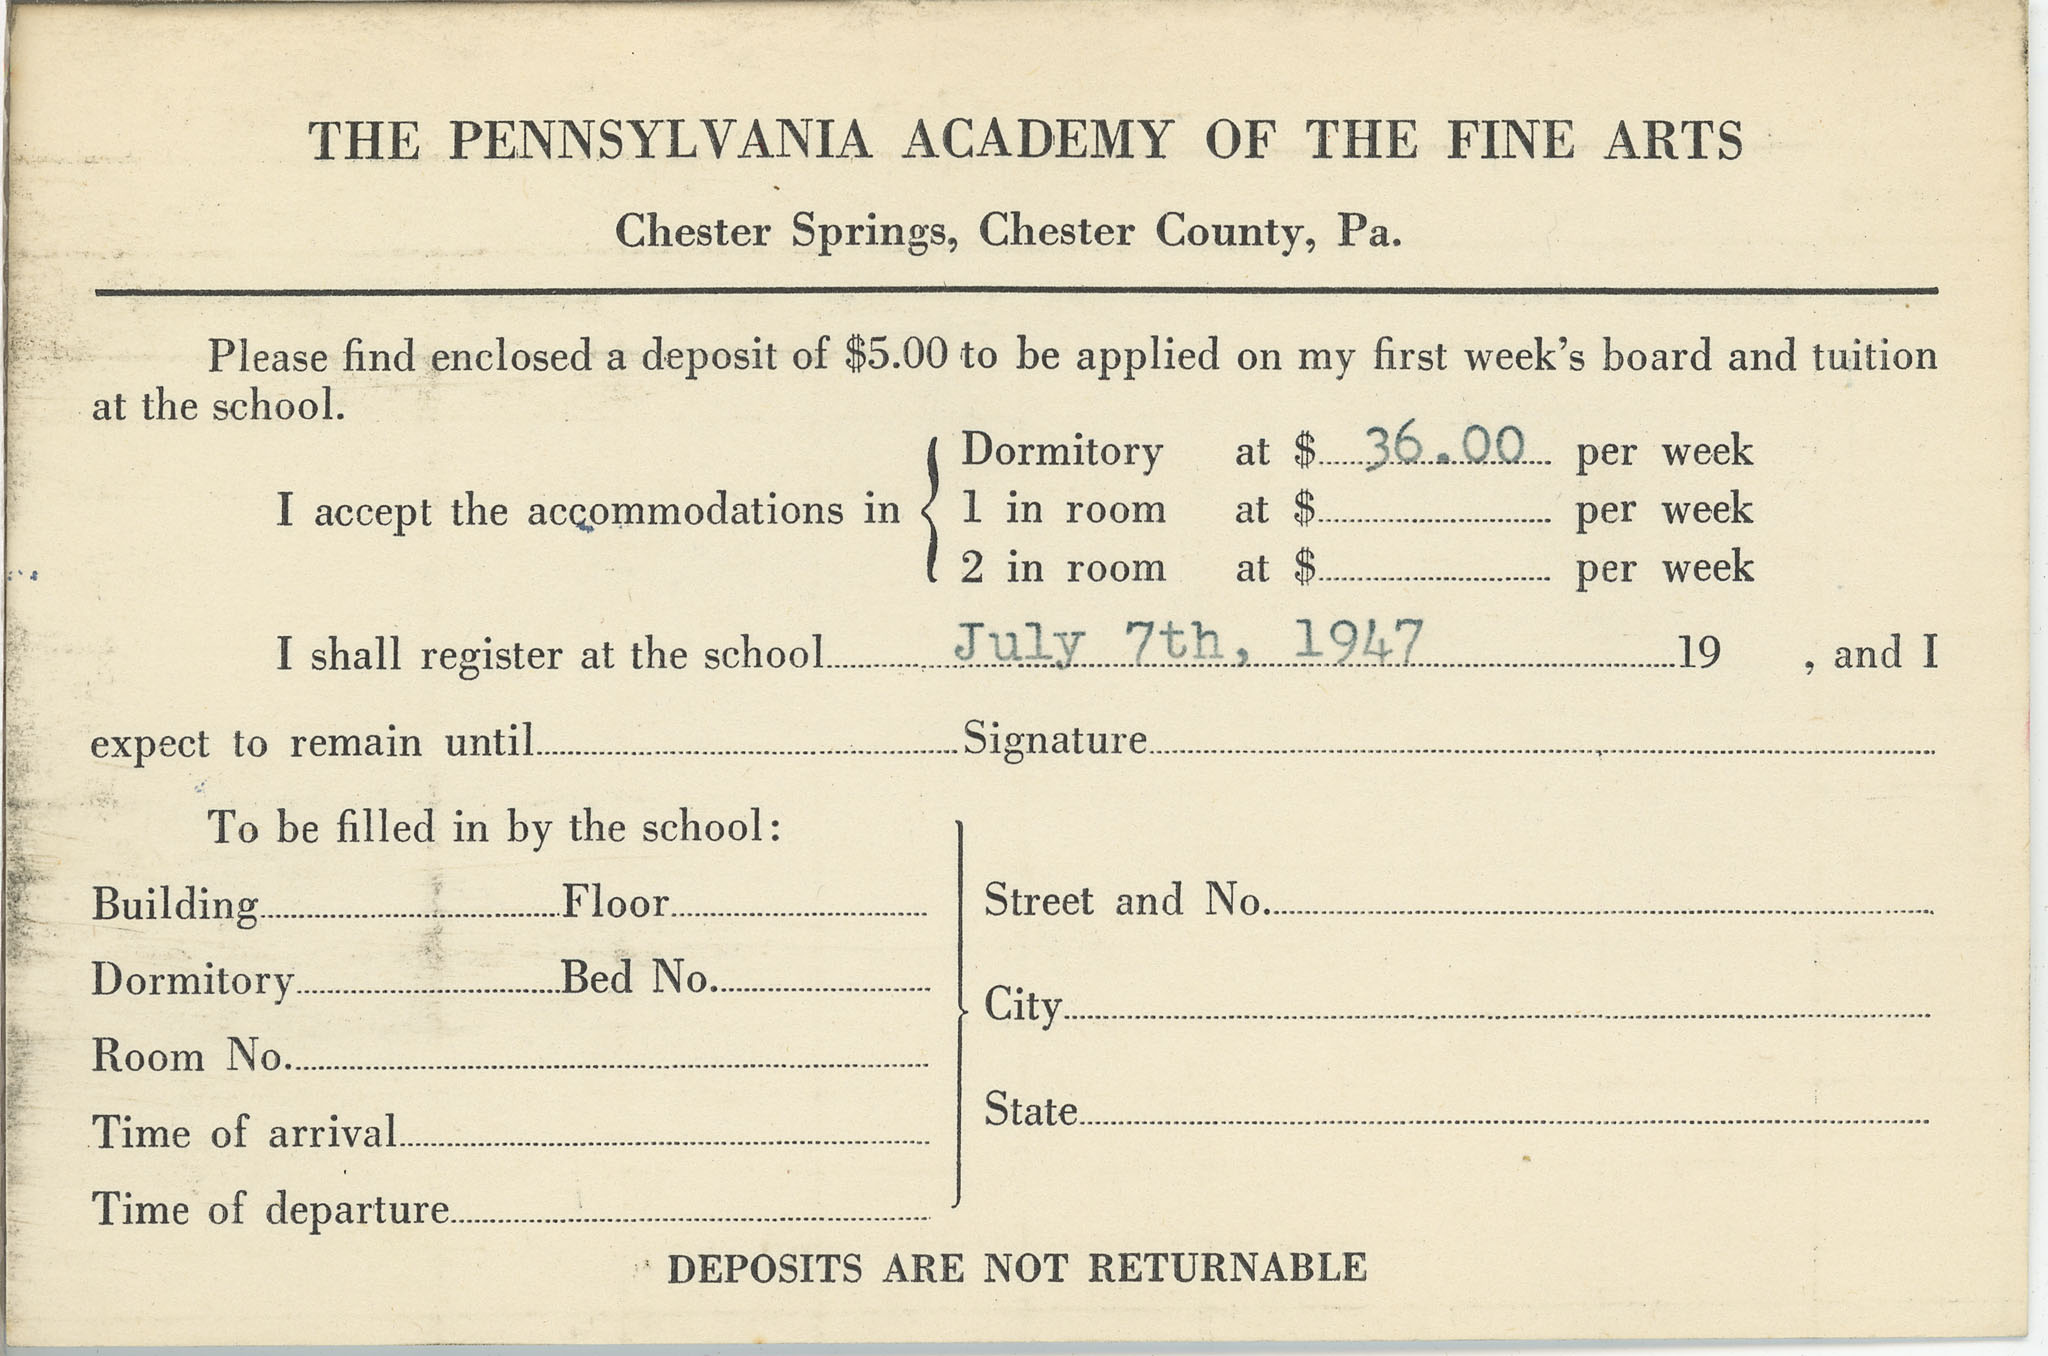 THE PENNSYLVANIA ACADEMY OF THE FINE ARTS
Chester Springs, Chester County, Pa.
Please find enclosed a deposit of $5.00 to be applied on my first week's board and tuition
at the school.
Dormitory at $ 36.00 per week
I accept the accommodations in 1 in room at $ per week
2 in room at $ per week
I shall register at the school July 7th, 1947 19 , and I
expect to remain until Signature
To be filled in by the school:
Building Floor
Dormitory Bed No.
Room No.
Time of arrival
Time of departure
Street and No.
City
State
DEPOSITS ARE NOT RETURNABLE